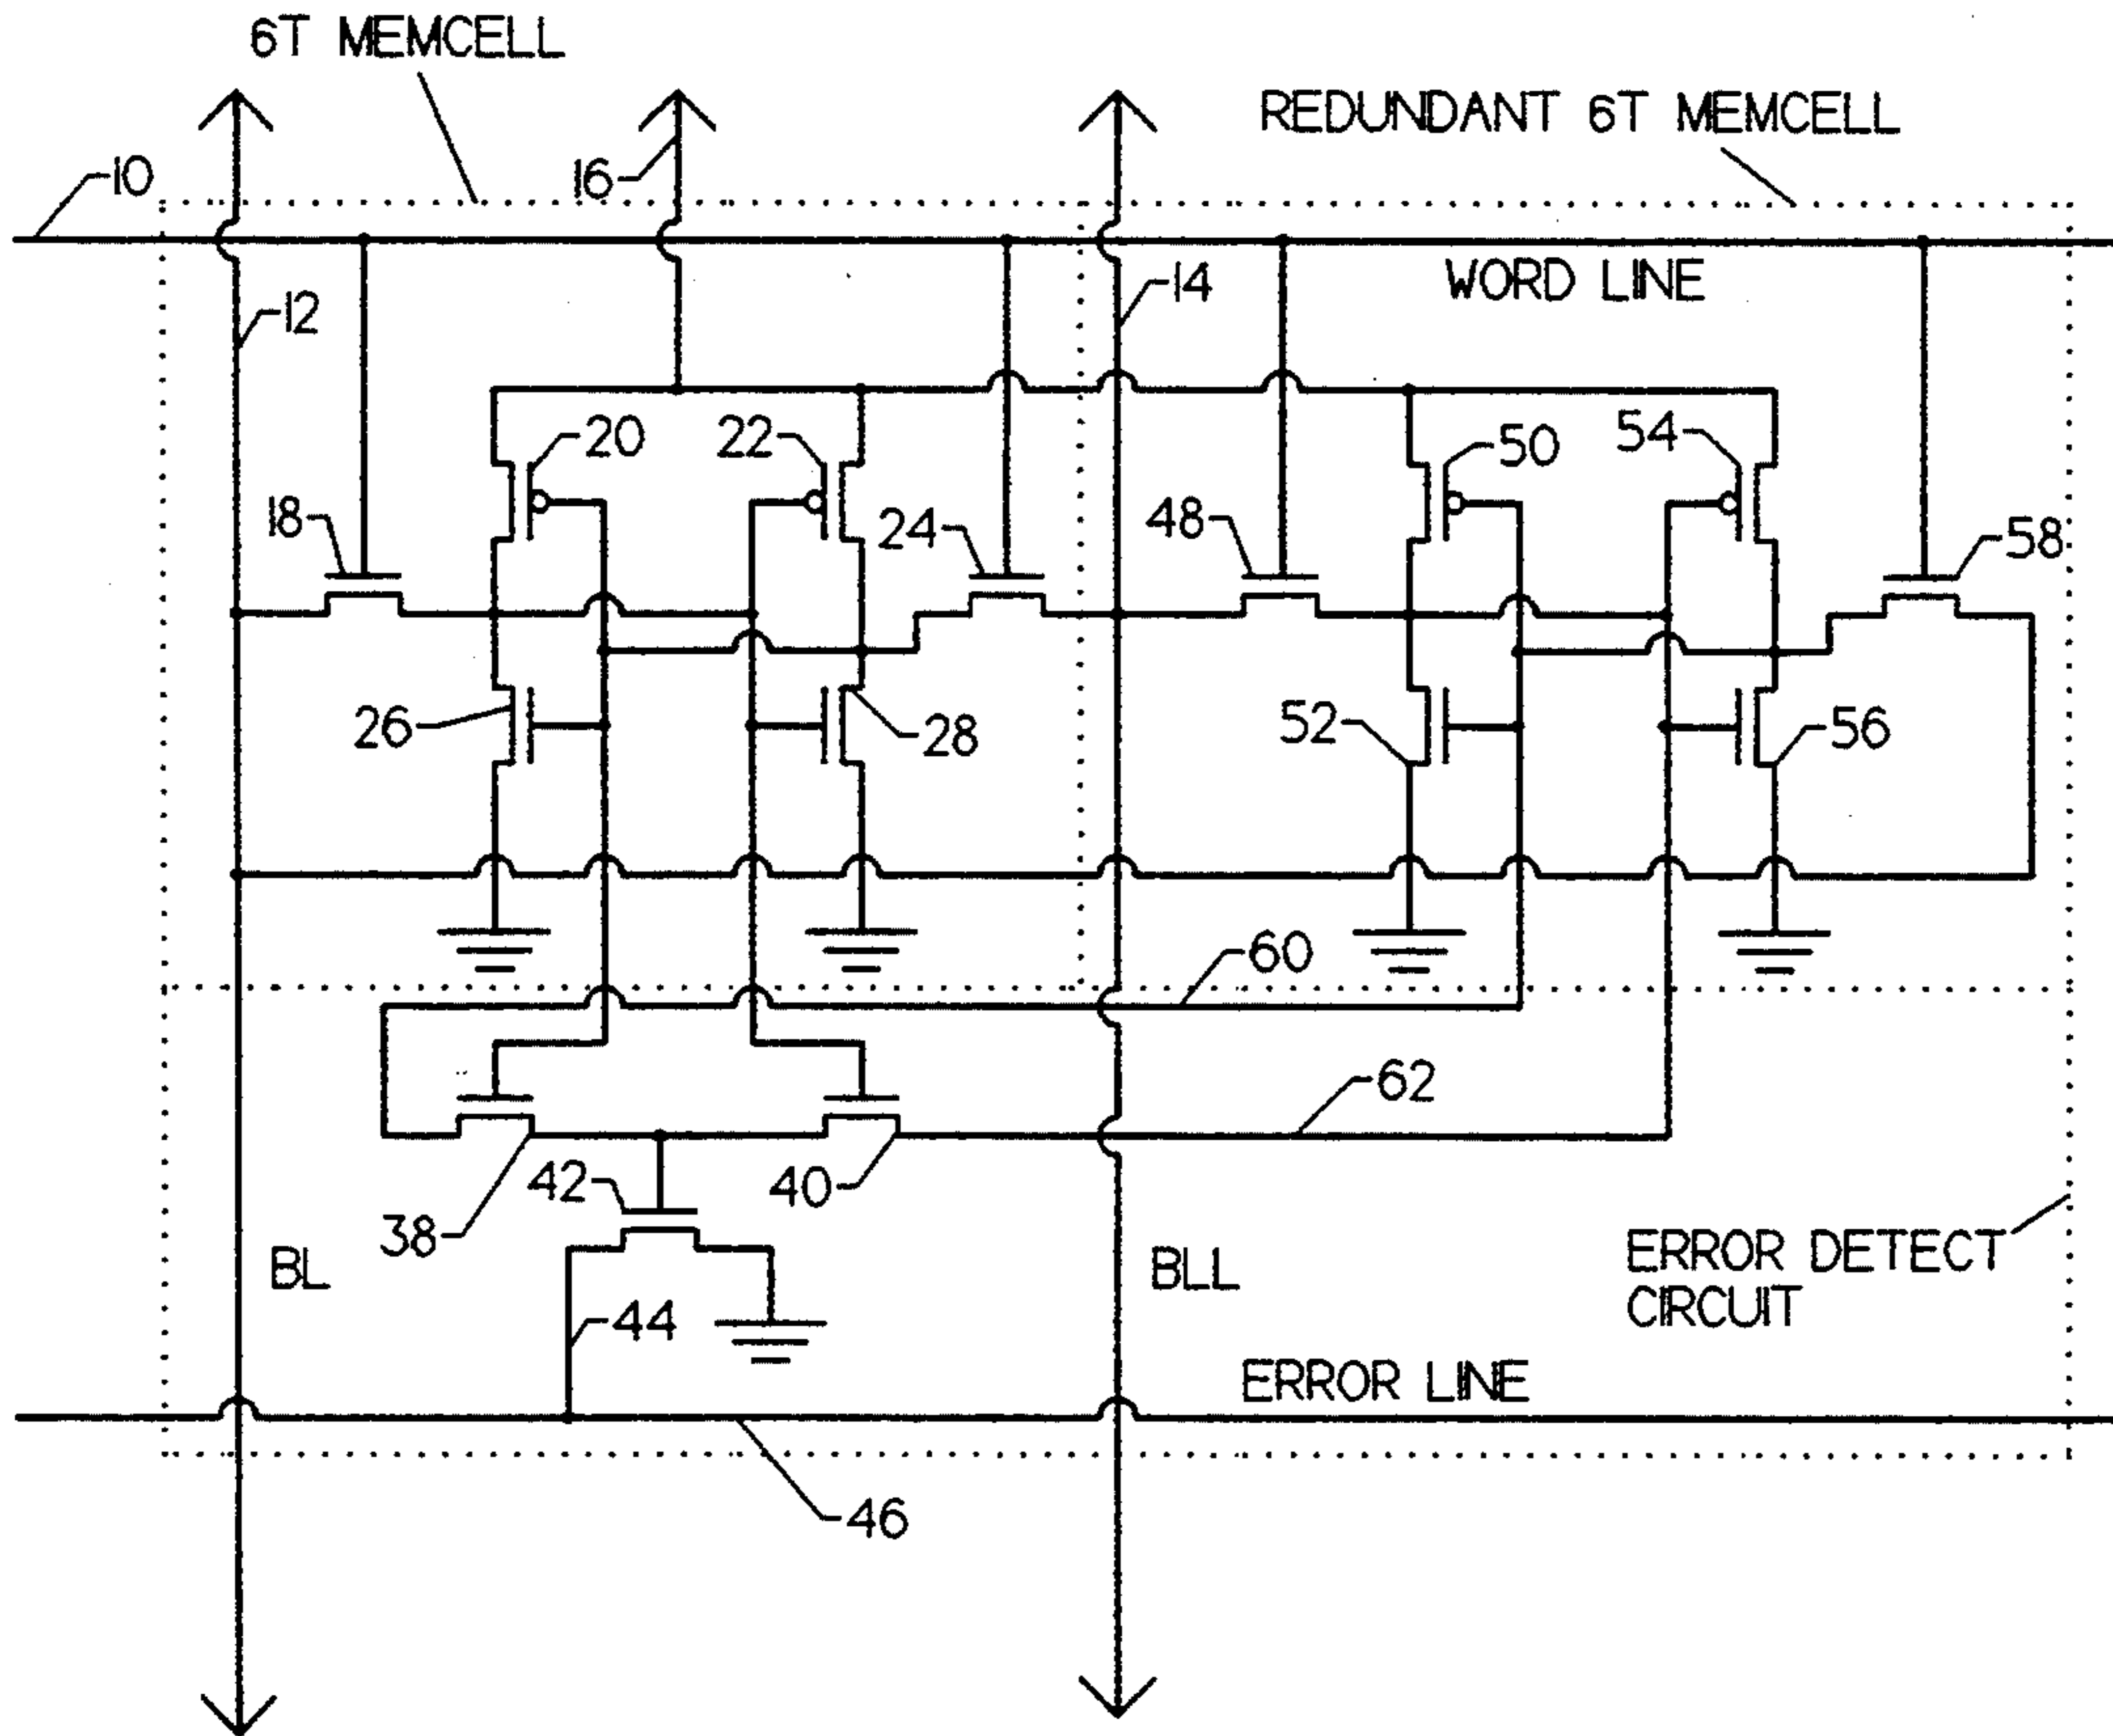 6T MEMCELL
REDUNDANT 6T MEMCELL
10
16
12
14
WORD LINE
20
22
50
54
18
24
48
58
26
28
52
56
60
62
42
40
38
BL
BLL
ERROR DETECT
CIRCUIT
44
ERROR LINE
46